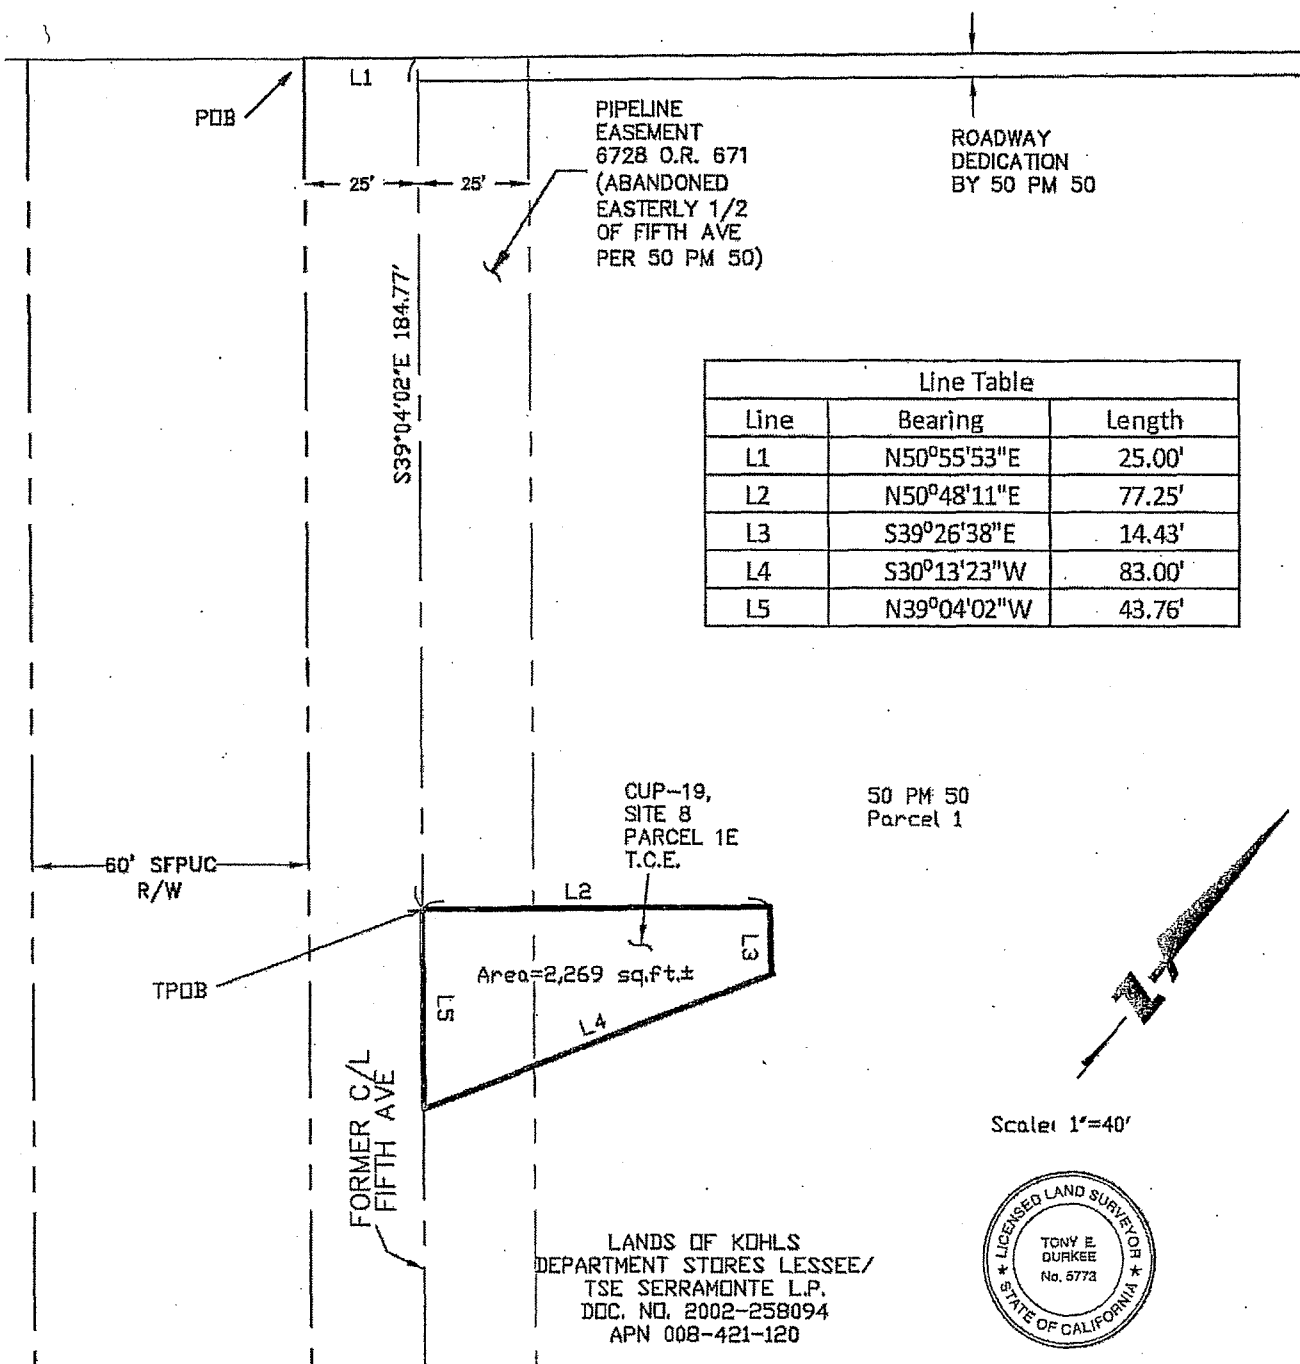 L1
POB
25'
25'
PIPELINE
EASEMENT
6728 O.R. 671
(ABANDONED
EASTERLY 1/2
OF FIFTH AVE
PER 50 PM 50)
ROADWAY
DEDICATION
BY 50 PM 50
S39°04'02"E 184.77'
Line Table
Line Bearing Length
L1 N50°55'53"E 25.00'
L2 N50°48'11"E 77.25'
L3 S39°26'38"E 14.43'
L4 S30°13'23"W 83.00'
L5 N39°04'02"W 43.76'
CUP-19,
SITE 8
PARCEL 1E
T.C.E.
50 PM 50
Parcel 1
60' SFPUC
R/W
L2
L3
TPOB
Area=2,269 sq.ft.±
L5
L4
N
FORMER C/L
FIFTH AVE
Scale: 1"=40'
LANDS OF KOHLS
DEPARTMENT STORES LESSEE/
TSE SERRAMONTE L.P.
DOC. NO. 2002-258094
APN 008-421-120
LICENSED LAND SURVEYOR
TONY E.
DURKEE
No. 5773
STATE OF CALIFORNIA